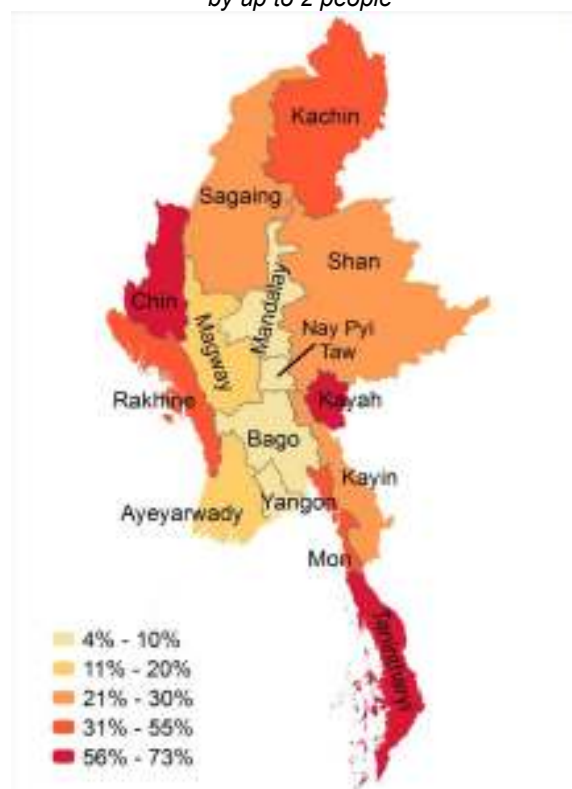 by up to 2 people
Kachin
Sagaing
Shan
Chin
Mandalay
Magway
Nay Pyi
Taw
Rakhine
Kayah
Bago
Kayin
Ayeyarwady
Yangon
Mon
Tanintharyi
4% - 10%
11% - 20%
21% - 30%
31% - 55%
56% - 73%